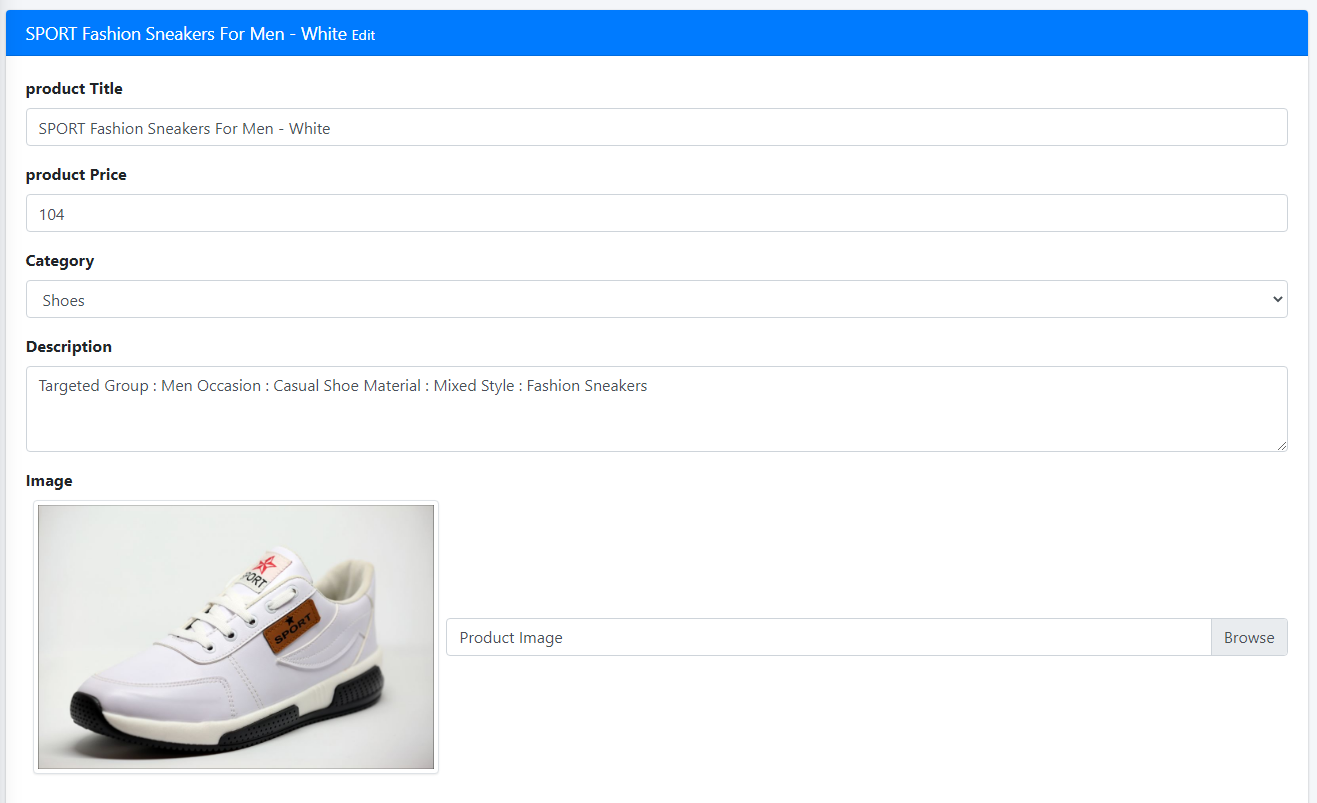 SPORT Fashion Sneakers For Men - White Edit
product Title
SPORT Fashion Sneakers For Men - White
product Price
104
Category
Shoes
Description
Targeted Group : Men Occasion : Casual Shoe Material : Mixed Style : Fashion Sneakers
Image
SPORT
SPORT
Product Image
Browse